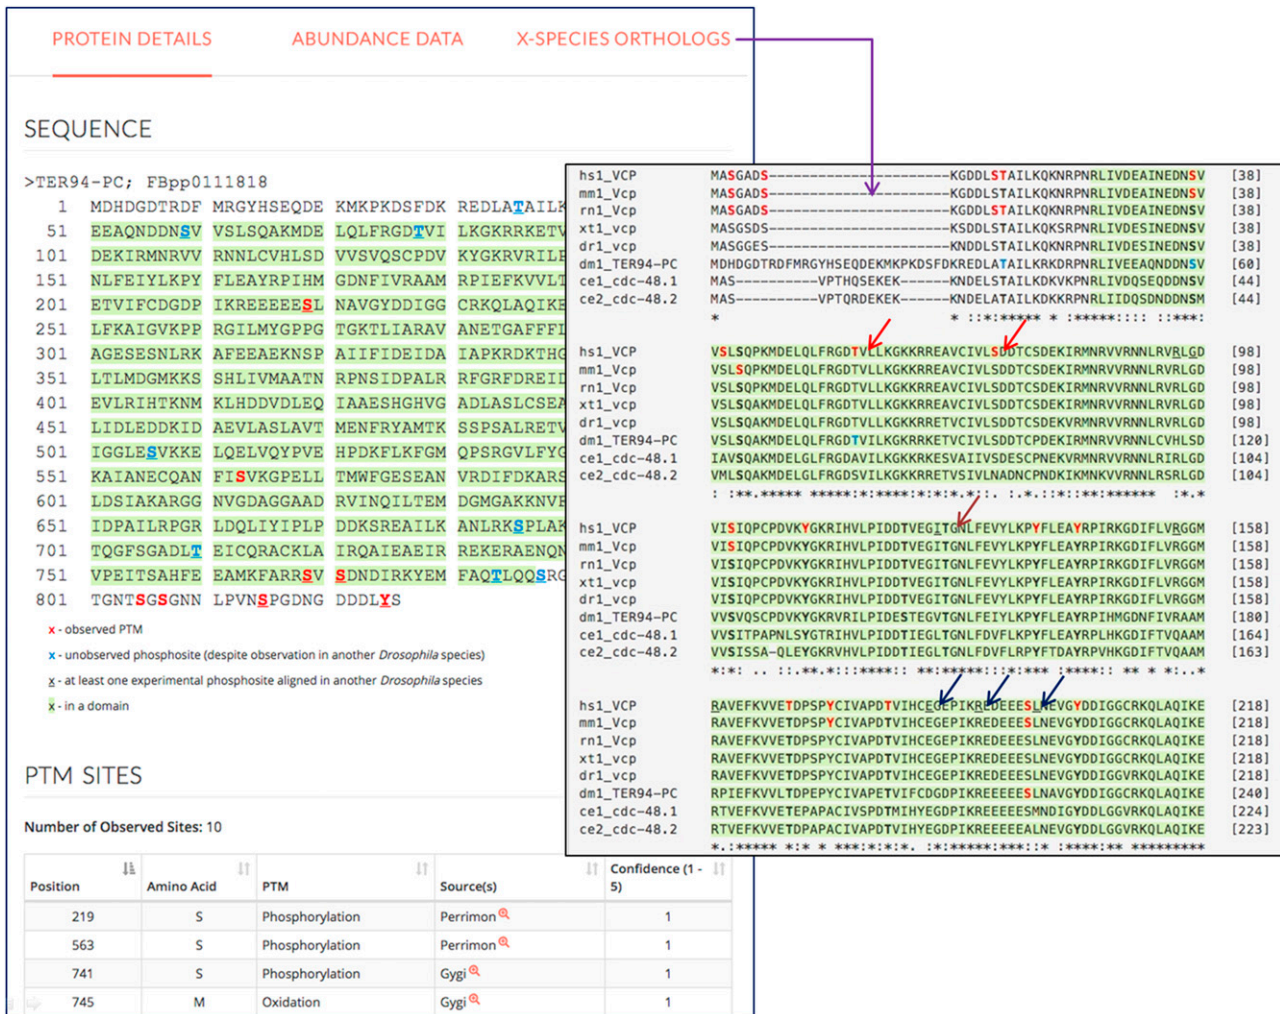 PROTEIN DETAILS ABUNDANCE DATA X-SPECIES ORTHOLOGS
SEQUENCE
>TER94-PC; FBpp0111818
1 MDHDGDTRDF MRGYHSEQDE KMKPKDSFDK REDLATAILK
51 EEAQNDDNSV VSLSQAKMDE LQLFRGDTVI LKGKRRKETV
101 DEKIRMNRVV RNNLCVHLSD VVSVQSCPDV KYGKRVRILP
151 NLFEIYLKPY FLEAYRPIHM GDNFIVRAAM RPIEFKVVLT
201 ETVIFCDGDP IKREEEEESL NAVGYDDIGG CRKQLAQIKE
251 LFKAIGVKPP RGILMYGPPG TGKTLIARAV ANETGAFFFL
301 AGESESNLRK AFEEAEKNSP AIIFIDEIDA IAPKRDKTHG
351 LTLMDGMKKS SHLIVMAATN RPNSIDPALR RFGRFDREID
401 EVLRIHTKNM KLHDDVDLEQ IAAESHGHVG ADLASLCSEA
451 LIDLEDDKID AEVLASLAVT MENFRYAMTK SSPSALRETV
501 IGGLESVKKE LQELVQYPVE HPDKFLKFGM QPSRGVLFYG
551 KAIANECQAN FISVKGPELL TMWFGESEAN VRDIFDKARS
601 LDSIAKARGG NVGDAGGAAD RVINQILTEM DGMGAKKNVF
651 IDPAILRPGR LDQLIYIPLP DDKSREAILK ANLRKSPLAK
701 TQGFSGADLT EICQRACKLA IRQAIEAEIR REKERAENQN
751 VPEITSAHFE EAMKFARRSV SDNDIRKYEM FAQTLQQSRG
801 TGNTSGSGNN LPVNSPGDNG DDDLYS
x - observed PTM
x - unobserved phosphosite (despite observation in another Drosophila species)
x - at least one experimental phosphosite aligned in another Drosophila species
x - in a domain
PTM SITES
Number of Observed Sites: 10
Position Amino Acid PTM Source(s) Confidence (1 - 5)
219 S Phosphorylation Perrimon 1
563 S Phosphorylation Perrimon 1
741 S Phosphorylation Gygi 1
745 M Oxidation Gygi 1
hs1_VCP MASGADS----------------------KGDDLSTAILKQKNRPNRLIVDEAINEDNSV [38]
mm1_Vcp MASGADS----------------------KGDDLSTAILKQKNRPNRLIVDEAINEDNSV [38]
rn1_Vcp MASGADS----------------------KGDDLSTAILKQKNRPNRLIVDEAINEDNSV [38]
xt1_vcp MASGSDS----------------------KSDDLSTAILKQKSRPNRLIVDESINEDNSV [38]
dr1_vcp MASGGES----------------------KNDDLSTAILKQKNRPNRLIVDESINEDNSV [38]
dm1_TER94-PC MDHDGDTRDFMRGYHSEQDEKMKPKDSFDKREDLATAILKRKDRPNRLIVEEAQNDDNSV [60]
ce1_cdc-48.1 MAS----------VPTHQSEKEK------KNDELSTAILKDKVKPNRLIVDQSEQDDNSV [44]
ce2_cdc-48.2 MAS----------VPTQRDEKEK------KNDELATAILKDKKRPNRLIIDQSDNDDNSM [44]
* * ::*:***** * :*****:::: ::***:
hs1_VCP VSLSQPKMDELQLFRGDTVLLKGKKRREAVCIVLSDDTCSDEKIRMNRVVRNNLRVRLGD [98]
mm1_Vcp VSLSQPKMDELQLFRGDTVLLKGKKRREAVCIVLSDDTCSDEKIRMNRVVRNNLRVRLGD [98]
rn1_Vcp VSLSQPKMDELQLFRGDTVLLKGKKRREAVCIVLSDDTCSDEKIRMNRVVRNNLRVRLGD [98]
xt1_vcp VSLSQAKMDELQLFRGDTVLLKGKKRREAVCIVLSDDTCSDEKIRMNRVVRNNLRVRLGD [98]
dr1_vcp VSLSQAKMDELQLFRGDTVLLKGKKRREAVCIVLSDDTCSDEKIRMNRVVRNNLRVRLGD [98]
dm1_TER94-PC VSLSQAKMDELQLFRGDTVILKGKRRKETVCIVLSDDTCPDEKIRMNRVVRNNLCVHLSD [120]
ce1_cdc-48.1 IAVSQAKMDELGLFRGDAVILKGKKRKESVAIIVSDESCPNEKVRMNRVVRNNLRIRLGD [104]
ce2_cdc-48.2 VMLSQAKMDELGLFRGDSVILKGKKRRETVSIVLNADNCPNDKIKMNKVVRNNLRSRLGD [104]
: :**.***** *****:*:****:*:*:*.*::. :.*.::*::**:****** :*.*
hs1_VCP VISIQPCPDVKYGKRIHVLPIDDTVEGITGNLFEVYLKPYFLEAYRPIRKGDIFLVRGGM [158]
mm1_Vcp VISIQPCPDVKYGKRIHVLPIDDTVEGITGNLFEVYLKPYFLEAYRPIRKGDIFLVRGGM [158]
rn1_Vcp VISIQPCPDVKYGKRIHVLPIDDTVEGITGNLFEVYLKPYFLEAYRPIRKGDIFLVRGGM [158]
xt1_vcp VISIQPCPDVKYGKRIHVLPIDDTVEGITGNLFEVYLKPYFLEAYRPIRKGDIFLVRGGM [158]
dr1_vcp VISIQPCPDVKYGKRIHVLPIDDTVEGITGNLFEVYLKPYFLEAYRPIRKGDIFLVRGGM [158]
dm1_TER94-PC VVSVQSCPDVKYGKRVRILPIDESTEGVTGNLFEIYLKPYFLEAYRPIHMGDNFIVRAAM [180]
ce1_cdc-48.1 VVSITPAPNLSYGTRIHVLPIDDTIEGLTGNLFDVFLKPYFLEAYRPLHKGDIFTVQAAM [164]
ce2_cdc-48.2 VVSISSA-QLEYGKRVHVLPIDDTIEGLTGNLFDVFLRPYFTDAYRPVHKGDIFTVQAAM [163]
hs1_VCP RAVEFKVVETDPSPYCIVAPDTVIHCEGEPIKREDEEESLNEVGYDDIGGCRKQLAQIKE [218]
mm1_Vcp RAVEFKVVETDPSPYCIVAPDTVIHCEGEPIKREDEEESLNEVGYDDIGGCRKQLAQIKE [218]
rn1_Vcp RAVEFKVVETDPSPYCIVAPDTVIHCEGEPIKREDEEESLNEVGYDDIGGCRKQLAQIKE [218]
xt1_vcp RAVEFKVVETDPSPYCIVAPDTVIHCEGEPIKREDEEESLNEVGYDDIGGCRKQLAQIKE [218]
dr1_vcp RAVEFKVVETDPSPYCIVAPDTVIHCEGEPIKREDEEESLNEVGYDDIGGVRKQLAQIKE [218]
dm1_TER94-PC RPIEFKVVLTDPEPYCIVAPETVIFCDGDPIKREEEEESLNAVGYDDIGGCRKQLAQIKE [240]
ce1_cdc-48.1 RTVEFKVVETEPAPACIVSPDTMIHYEGDPIKREEEEESMNDIGYDDLGGVRKQLAQIKE [224]
ce2_cdc-48.2 RTVEFKVVETDPAPACIVAPDTVIHYEGDPIKREEEEEALNEVGYDDLGGVRKQLAQIKE [223]